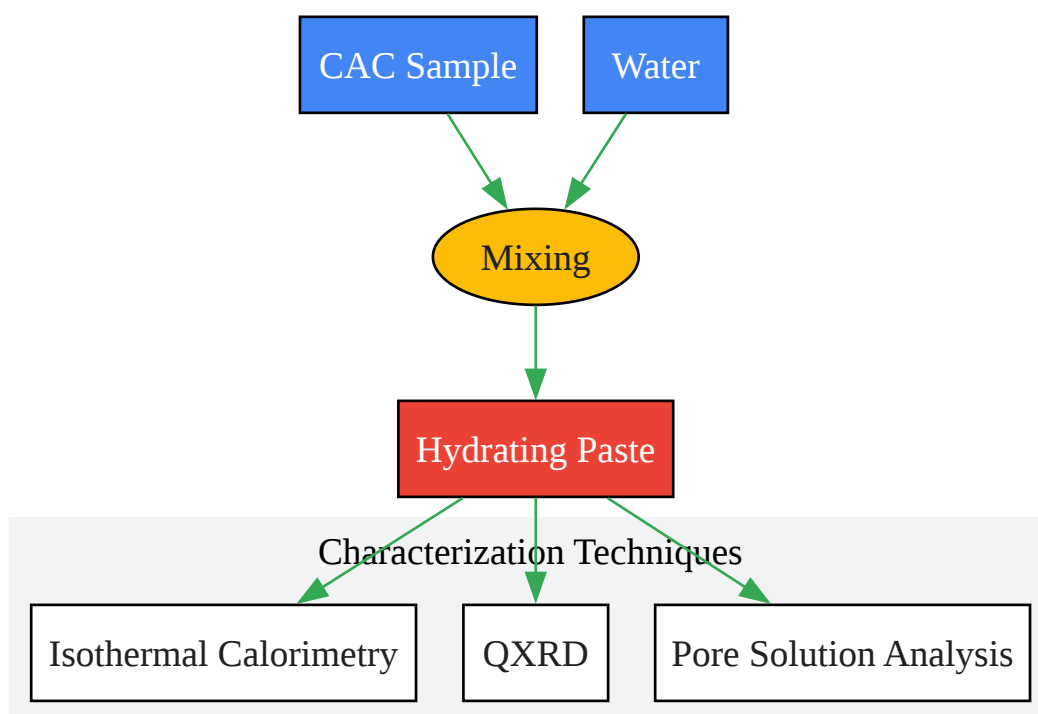 CAC Sample
Water
Mixing
Hydrating Paste
Characterization Techniques
Isothermal Calorimetry
QXRD
Pore Solution Analysis